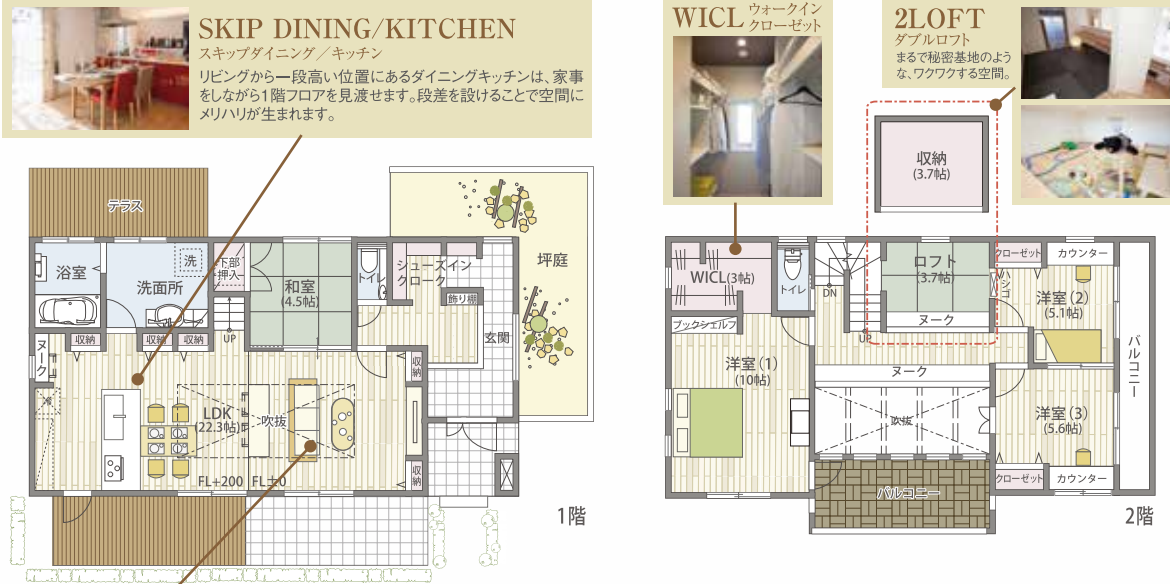 SKIP DINING/KITCHEN
スキップダイニング／キッチン
リビングから一段高い位置にあるダイニングキッチンは、家事
をしながら1階フロアを見渡せます。段差を設けることで空間に
メリハリが生まれます。
WICL ウォークイン
クローゼット
2LOFT
ダブルロフト
まるで秘密基地のよう
な、ワクワクする空間。
テラス
浴室
洗面所
洗
下部
押入
和室
(4.5帖)
トイレ
シューズイン
クローク
飾り棚
玄関
坪庭
ヌーク
収納
収納
収納
UP
冷
LDK
(22.3帖)
吹抜
収納
収納
FL+200
FL±0
1階
収納
(3.7帖)
WICL(3帖)
トイレ
DN
ロフト
(3.7帖)
クローゼット
カウンター
ハシゴ
洋室(2)
(5.1帖)
ブックシェルフ
UP
ヌーク
洋室(1)
(10帖)
ヌーク
バルコニー
吹抜
洋室(3)
(5.6帖)
バルコニー
クローゼット
カウンター
2階